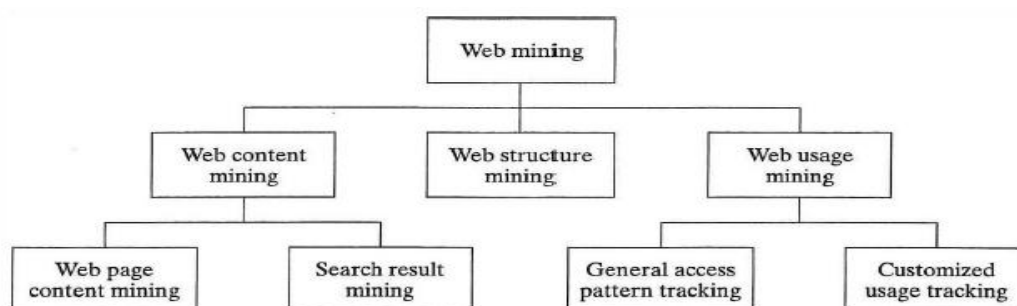 Web mining
Web content
mining
Web structure
mining
Web usage
mining
Web page
content mining
Search result
mining
General access
pattern tracking
Customized
usage tracking